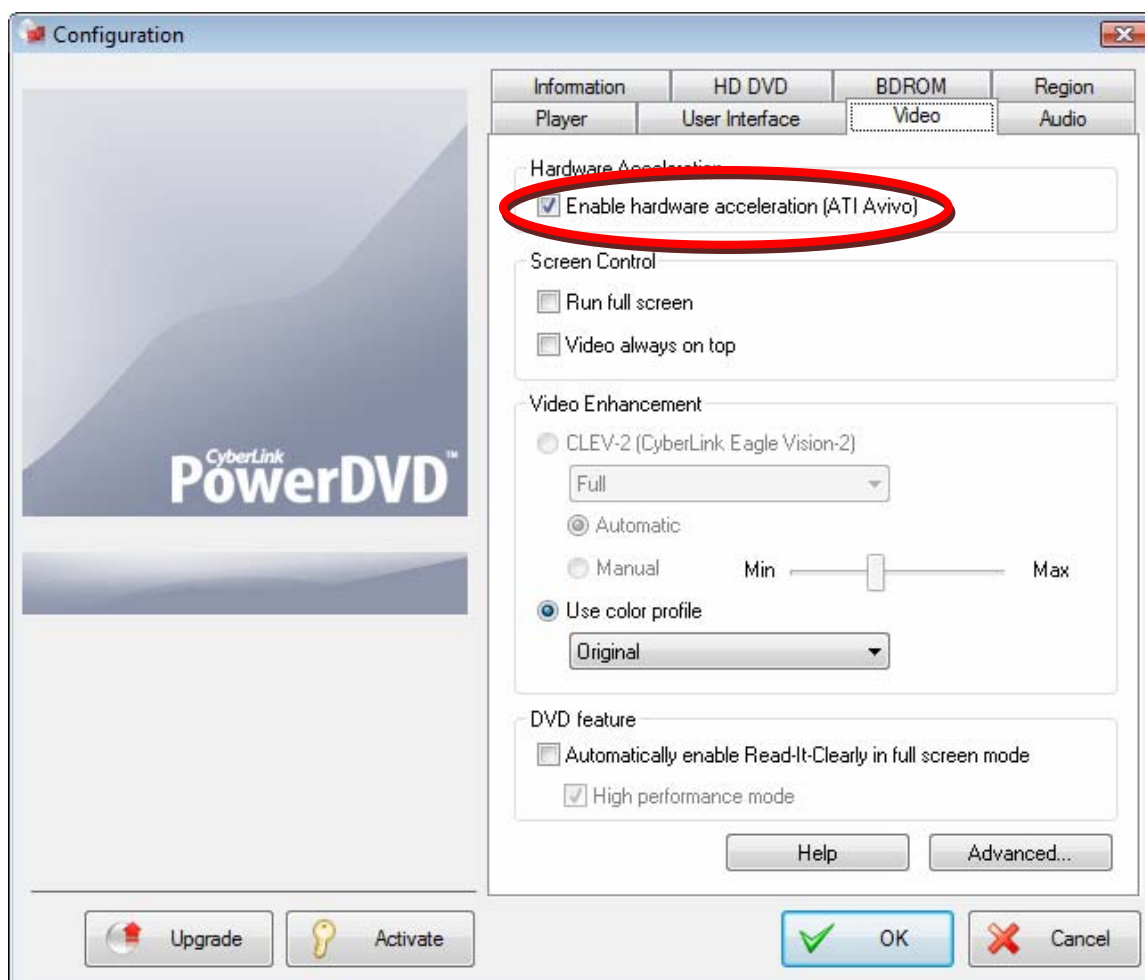 Configuration
Information HD DVD BDROM Region
Player User Interface Video Audio
Hardware Acceleration
Enable hardware acceleration (ATI Avivo)
Screen Control
Run full screen
Video always on top
Video Enhancement
CLEV-2 (CyberLink Eagle Vision-2)
Full
Automatic
Manual Min Max
Use color profile
Original
DVD feature
Automatically enable Read-It-Clearly in full screen mode
High performance mode
Help Advanced...
CyberLink
PowerDVD™
Upgrade Activate OK Cancel